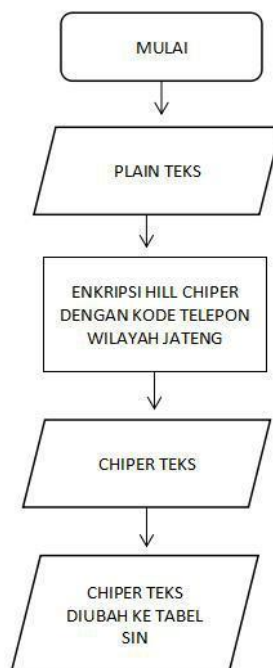 MULAI
PLAIN TEKS
ENKRIPSI HILL CHIPER
DENGAN KODE TELEPON
WILAYAH JATENG
CHIPER TEKS
CHIPER TEKS
DIUBAH KE TABEL
SIN